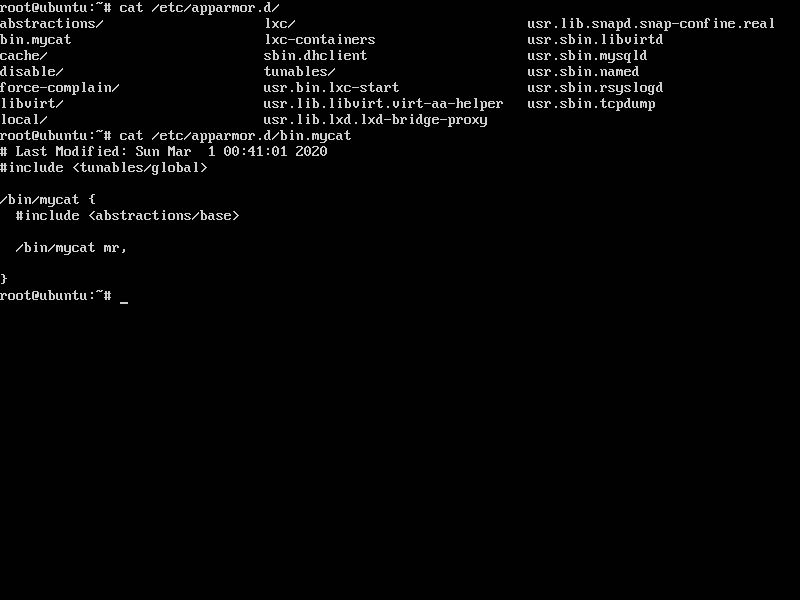 root@ubuntu:~# cat /etc/apparmor.d/
abstractions/                    lxc/                             usr.lib.snapd.snap-confine.real
bin.mycat                        lxc-containers                   usr.sbin.libvirtd
cache/                           sbin.dhclient                    usr.sbin.mysqld
disable/                         tunables/                        usr.sbin.named
force-complain/                  usr.bin.lxc-start                usr.sbin.rsyslogd
libvirt/                         usr.lib.libvirt.virt-aa-helper   usr.sbin.tcpdump
local/                           usr.lib.lxd.lxd-bridge-proxy
root@ubuntu:~# cat /etc/apparmor.d/bin.mycat
# Last Modified: Sun Mar  1 00:41:01 2020
#include <tunables/global>

/bin/mycat {
  #include <abstractions/base>

  /bin/mycat mr,

}
root@ubuntu:~# _